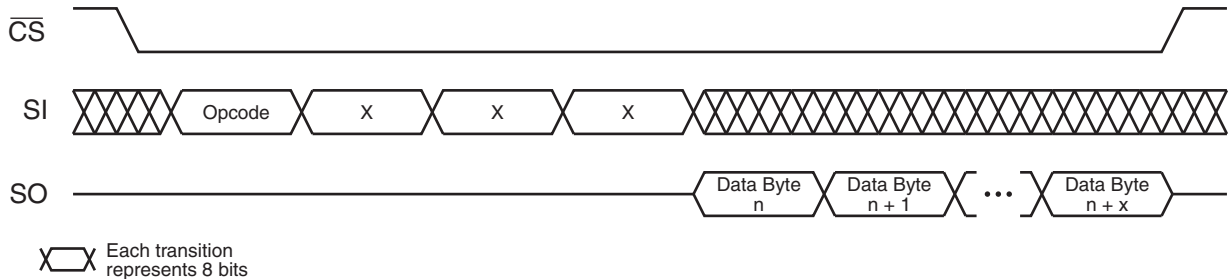 CS
SI
Opcode
X
X
X
SO
Data Byte
n
Data Byte
n + 1
•••
Data Byte
n + x
Each transition
represents 8 bits